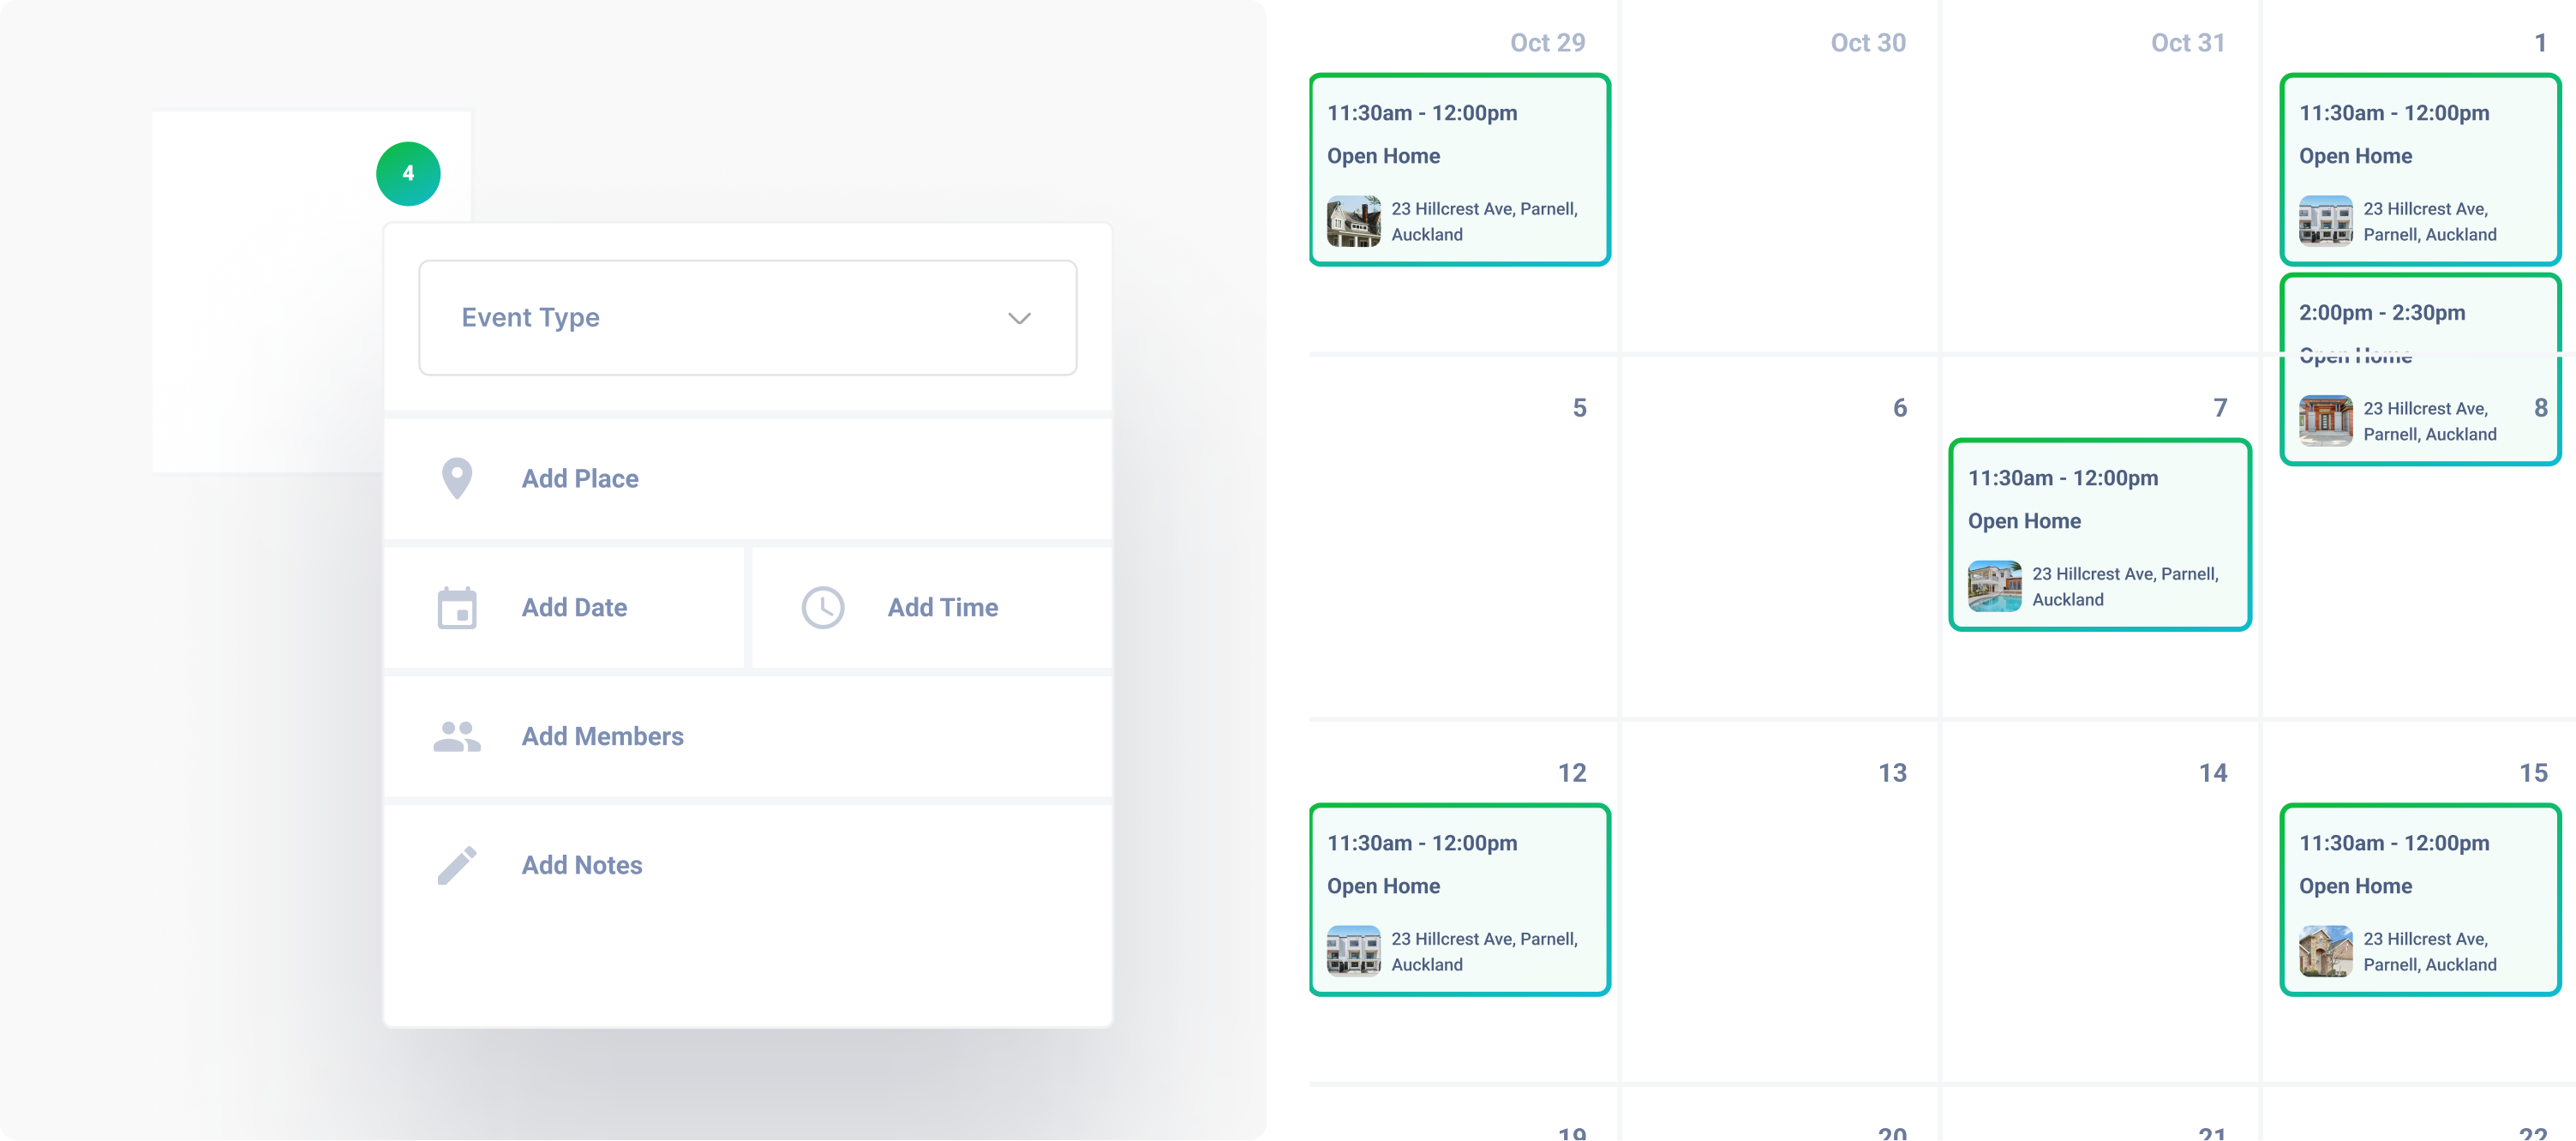 4
Event Type
Add Place
Add Date
Add Time
Add Members
Add Notes
Oct 29
Oct 30
Oct 31
1
11:30am - 12:00pm
Open Home
23 Hillcrest Ave, Parnell,
Auckland
11:30am - 12:00pm
Open Home
23 Hillcrest Ave,
Parnell, Auckland
2:00pm - 2:30pm
Open Home
23 Hillcrest Ave,
Parnell, Auckland
5
6
7
8
11:30am - 12:00pm
Open Home
23 Hillcrest Ave, Parnell,
Auckland
12
13
14
15
11:30am - 12:00pm
Open Home
23 Hillcrest Ave, Parnell,
Auckland
11:30am - 12:00pm
Open Home
23 Hillcrest Ave,
Parnell, Auckland
19
20
21
22